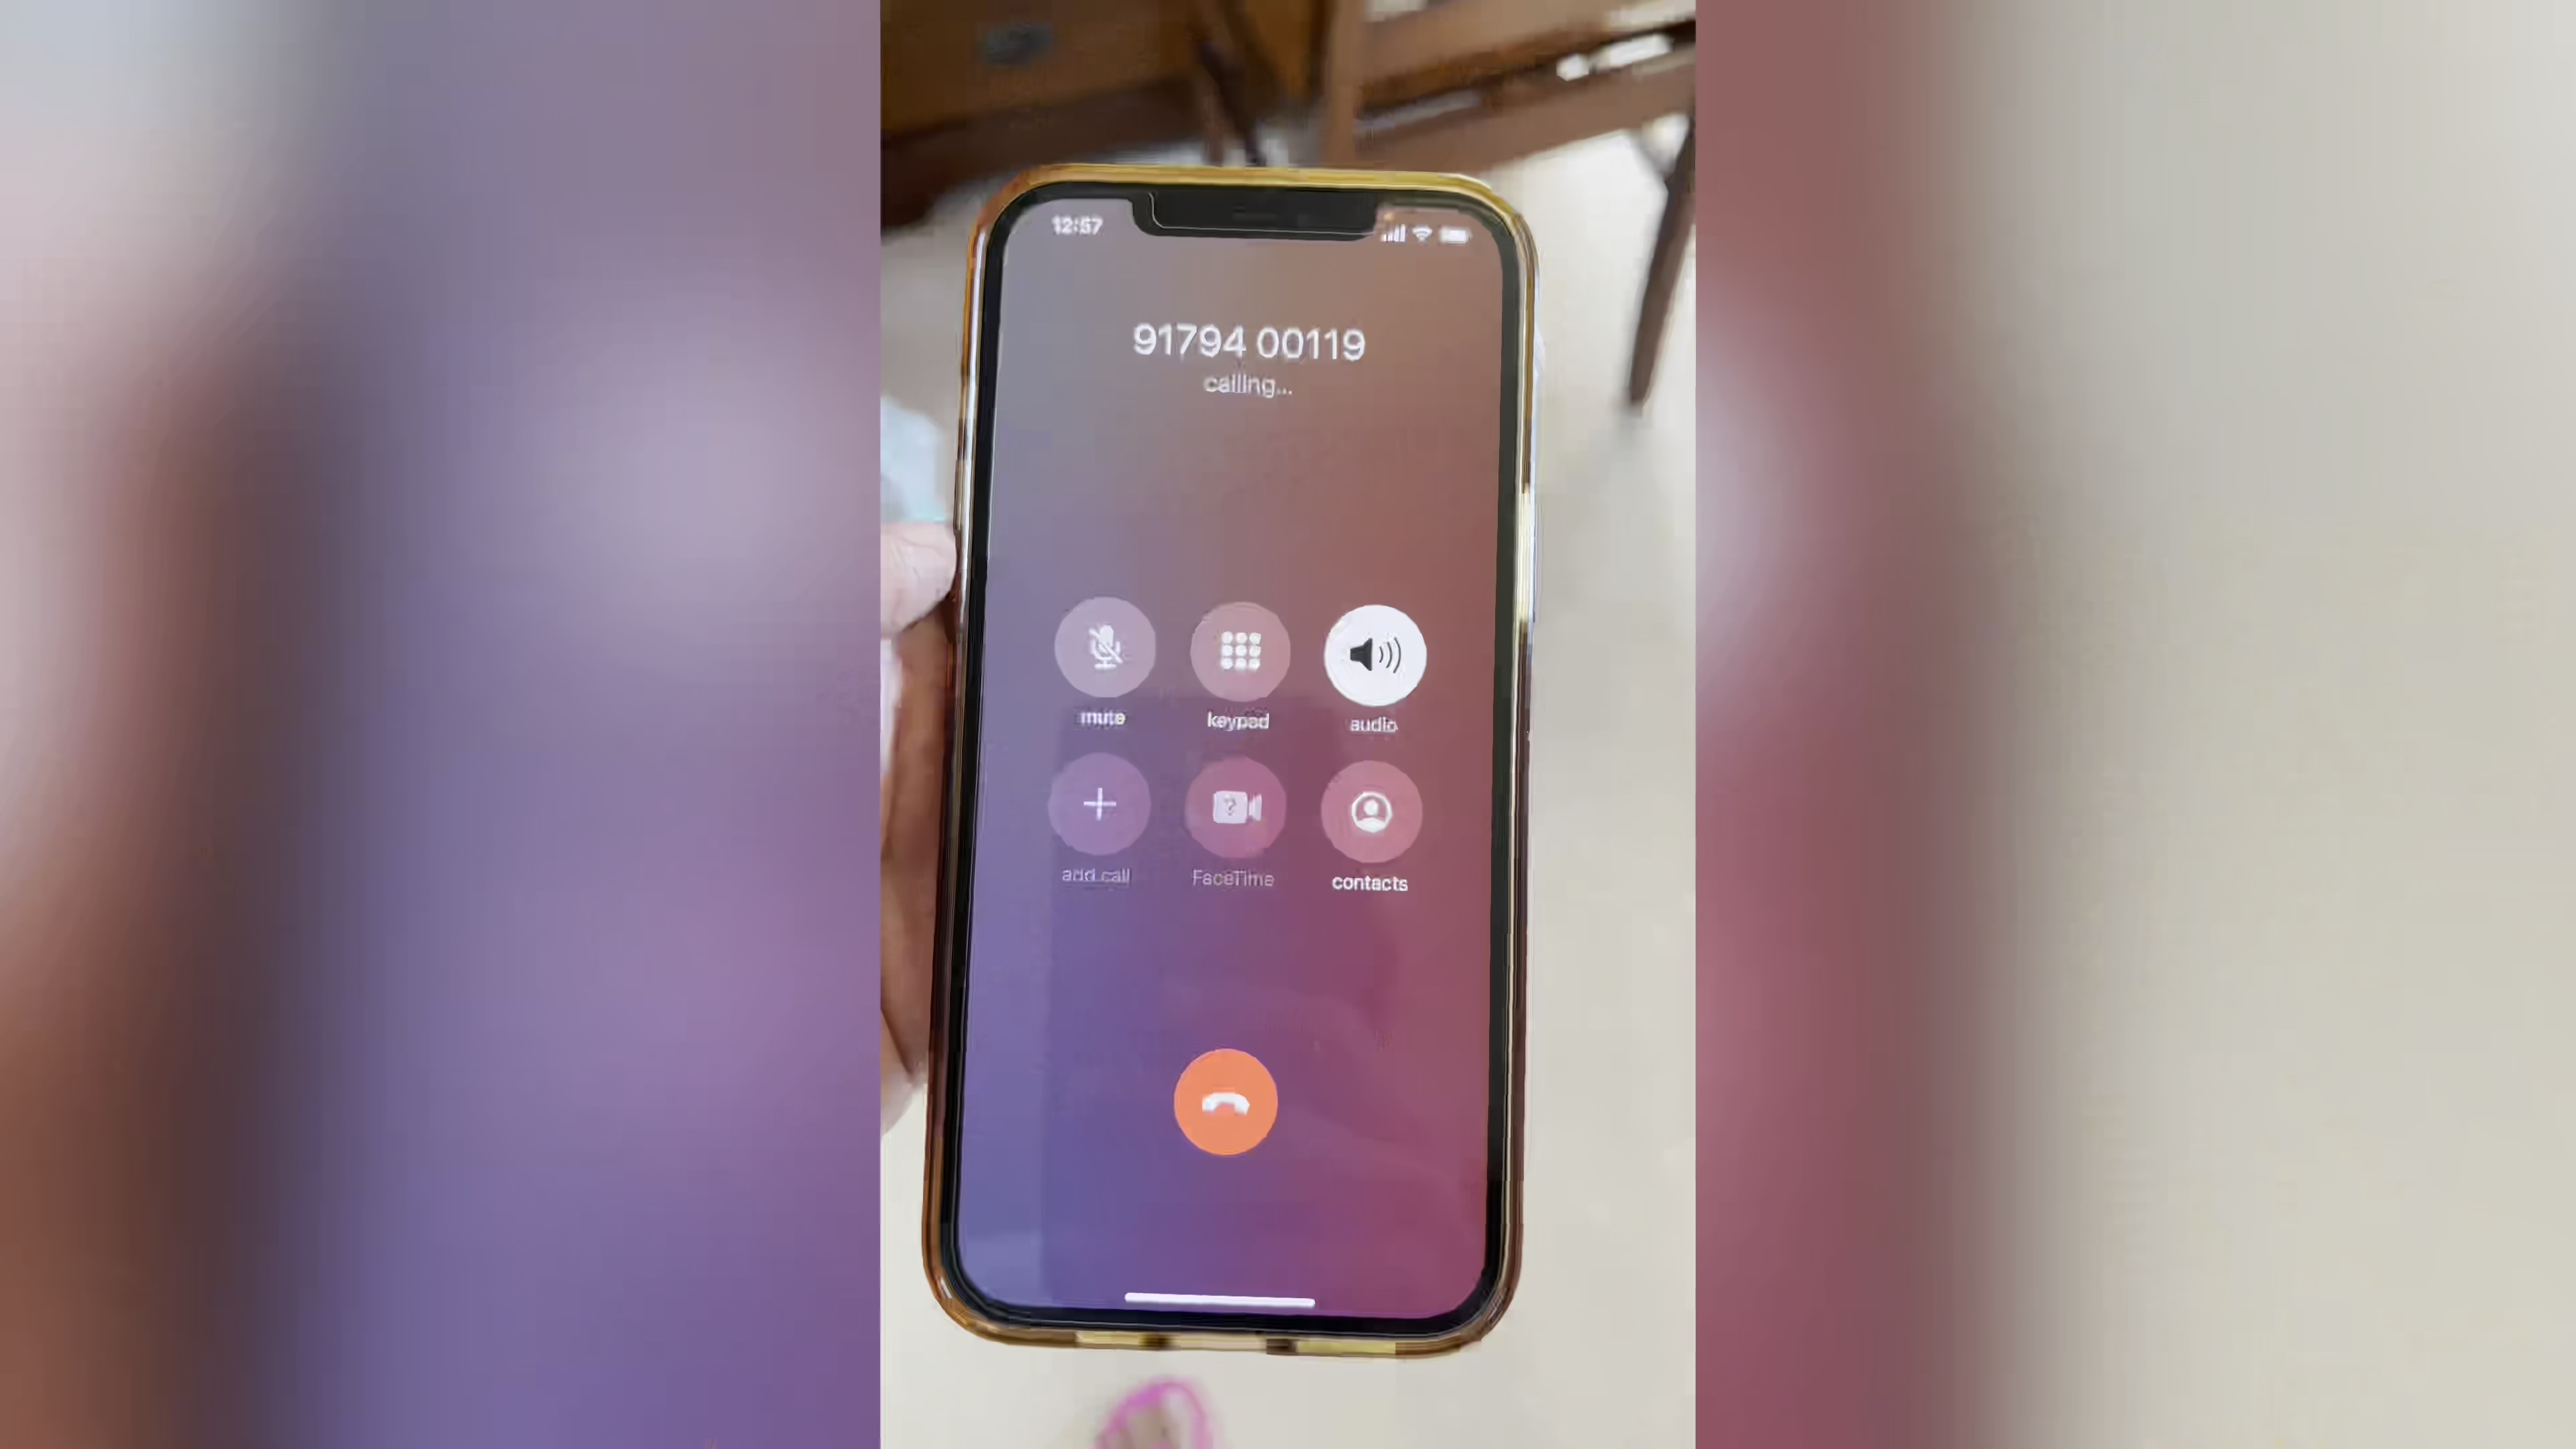 12:57
91794 00119
calling...
mute keypad audio
add call FaceTime contacts